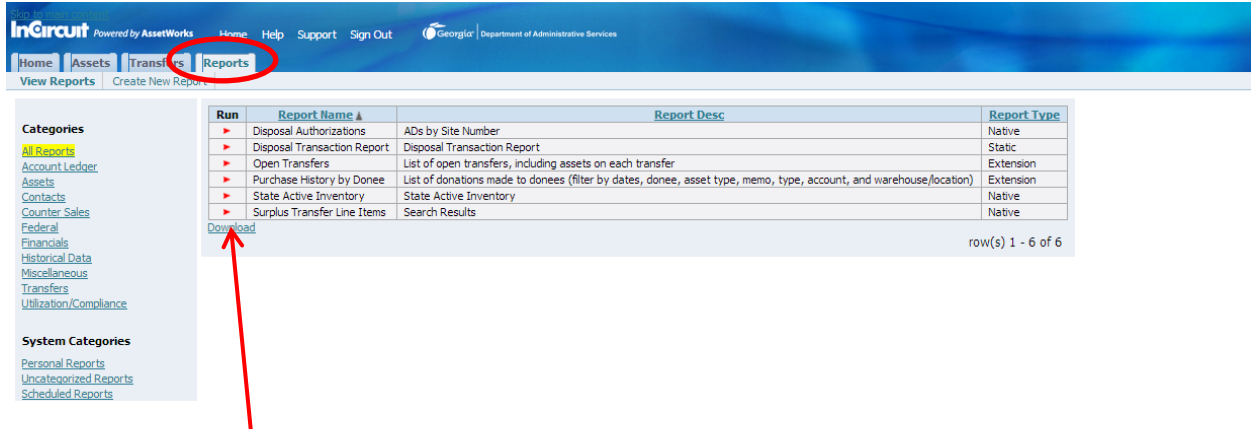 Skip to main content
InCircuit Powered by AssetWorks Home Help Support Sign Out Georgia® Department of Administrative Services
Home Assets Transfers Reports
View Reports Create New Report
Categories
All Reports
Account Ledger
Assets
Contacts
Counter Sales
Federal
Financials
Historical Data
Miscellaneous
Transfers
Utilization/Compliance
System Categories
Personal Reports
Uncategorized Reports
Scheduled Reports
Run Report Name Report Desc Report Type
Disposal Authorizations ADs by Site Number Native
Disposal Transaction Report Disposal Transaction Report Static
Open Transfers List of open transfers, including assets on each transfer Extension
Purchase History by Donee List of donations made to donees (filter by dates, donee, asset type, memo, type, account, and warehouse/location) Extension
State Active Inventory State Active Inventory Native
Surplus Transfer Line Items Search Results Native
Download
row(s) 1 - 6 of 6